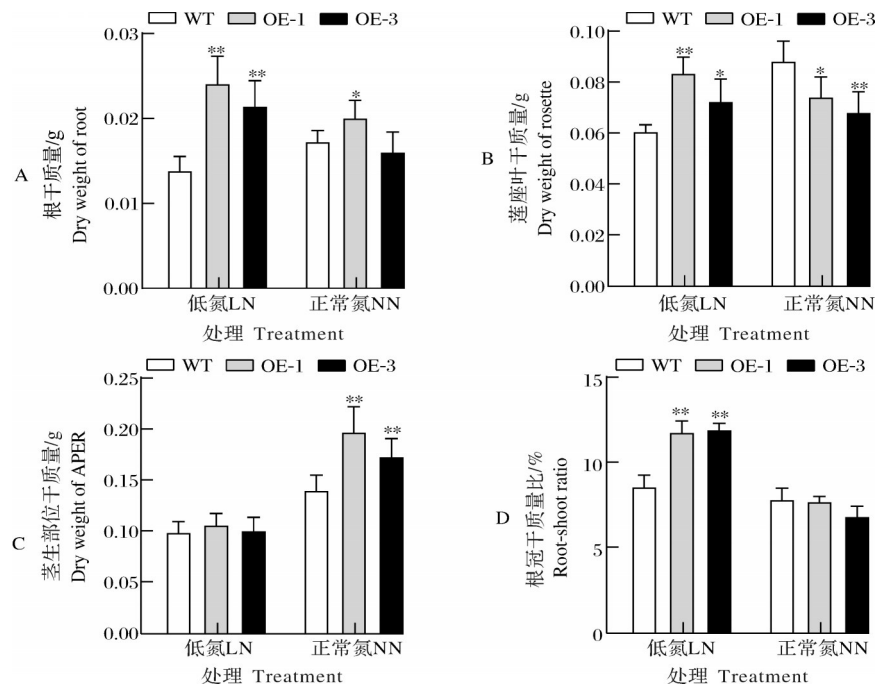 WT OE-1 OE-3
0.03
0.02
0.01
0.00
** ** *
A
根干质量/g
Dry weight of root
低氮LN 正常氮NN
处理 Treatment
WT OE-1 OE-3
0.10
0.08
0.06
0.04
0.02
0.00
** * * **
B
莲座叶干质量/g
Dry weight of rosette
低氮LN 正常氮NN
处理 Treatment
WT OE-1 OE-3
0.25
0.20
0.15
0.10
0.05
0.00
** **
C
茎生部位干质量/g
Dry weight of APER
低氮LN 正常氮NN
处理 Treatment
WT OE-1 OE-3
15
12
9
6
3
0
** **
D
根冠干质量比/%
Root-shoot ratio
低氮LN 正常氮NN
处理 Treatment